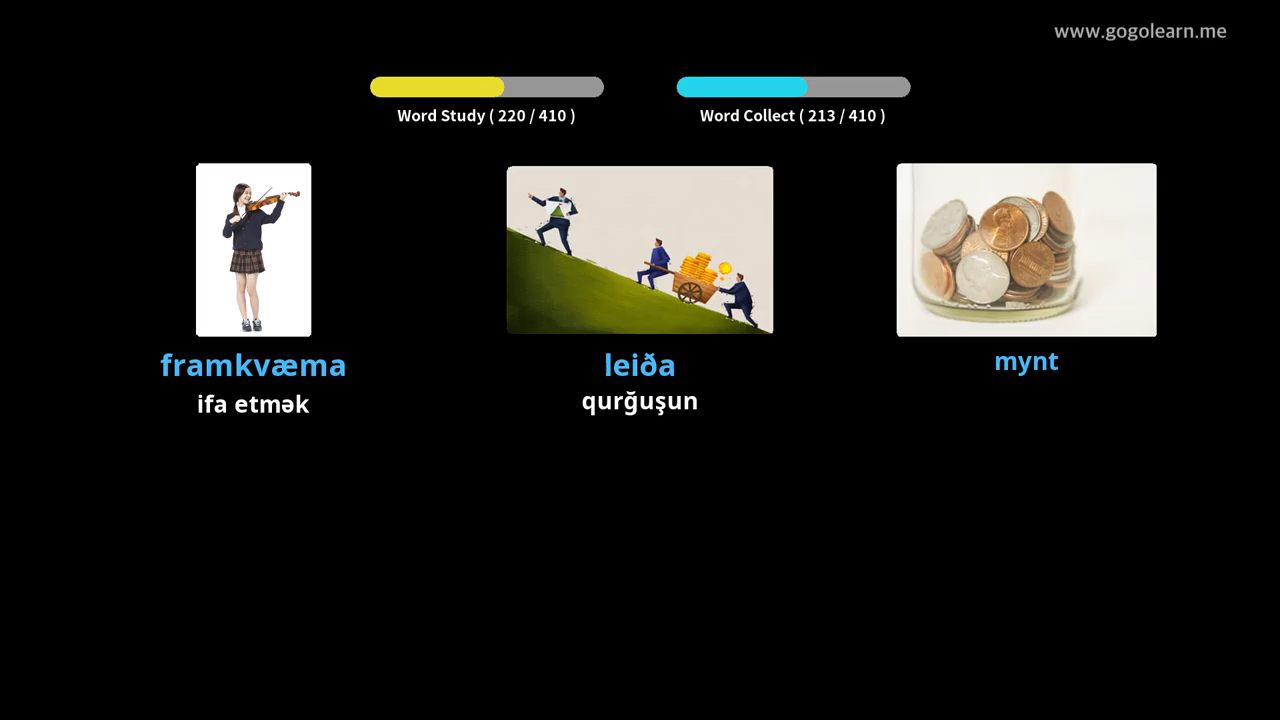 www.gogolearn.me
Word Study ( 220 / 410 )
Word Collect ( 213 / 410 )
framkvæma
ifa etmək
leiða
qurğuşun
mynt